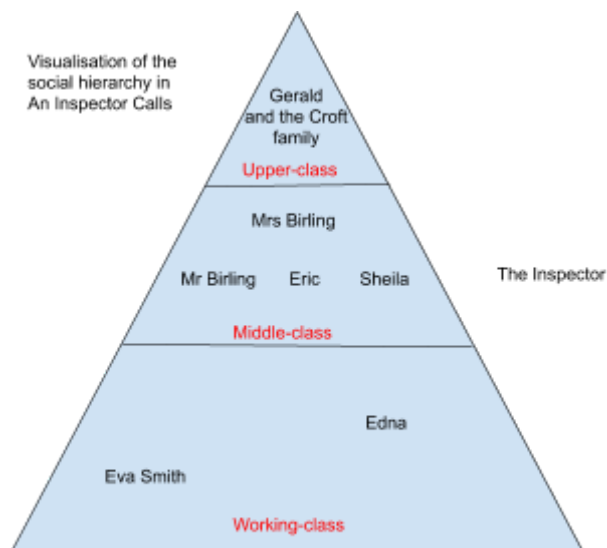 Visualisation of the
social hierarchy in
An Inspector Calls
Gerald
and the Croft
family
Upper-class
Mrs Birling
Mr Birling Eric Sheila
The Inspector
Middle-class
Edna
Eva Smith
Working-class